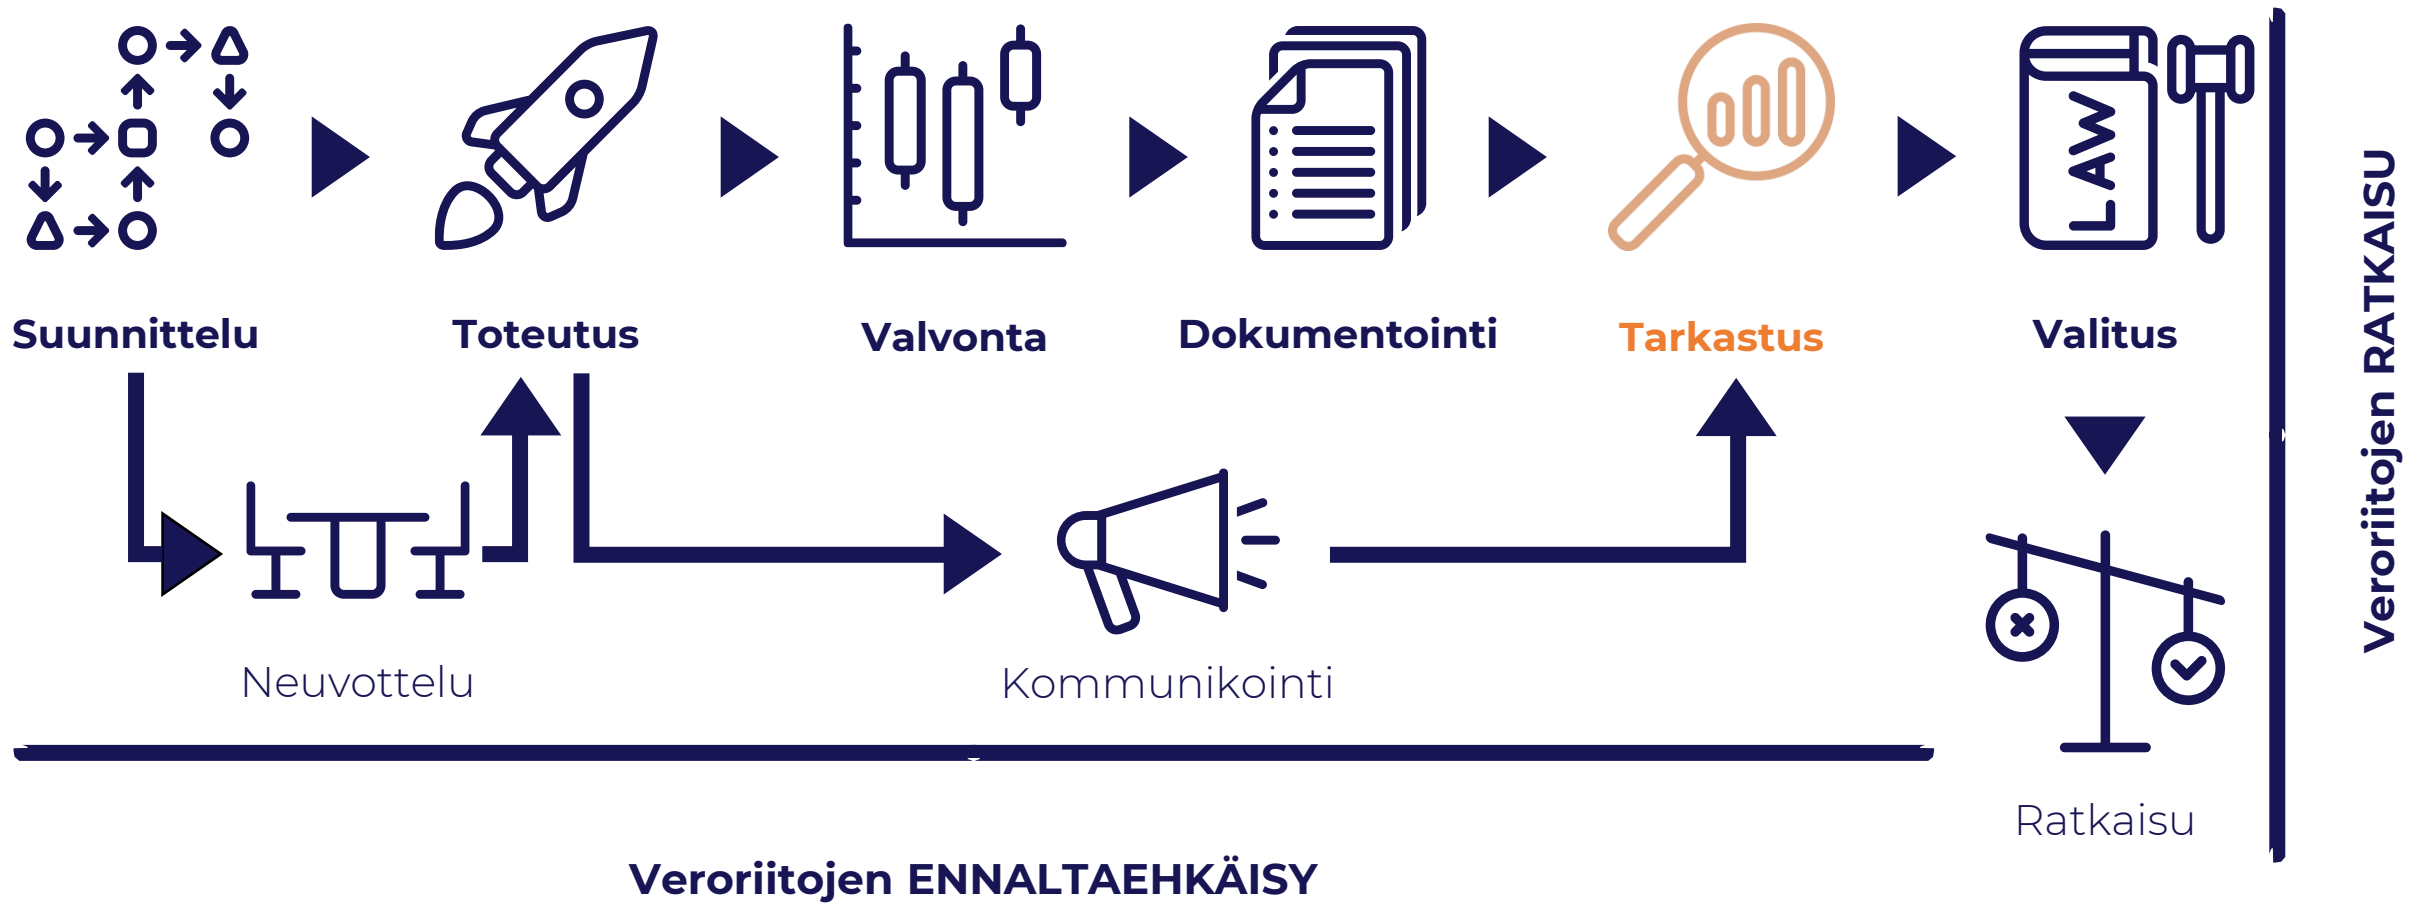 LAW
Suunnittelu
Toteutus
Valvonta
Dokumentointi
Tarkastus
Valitus
Neuvottelu
Kommunikointi
Ratkaisu
Veroriitojen ENNALTAEHKÄISY
Veroriitojen RATKAISU